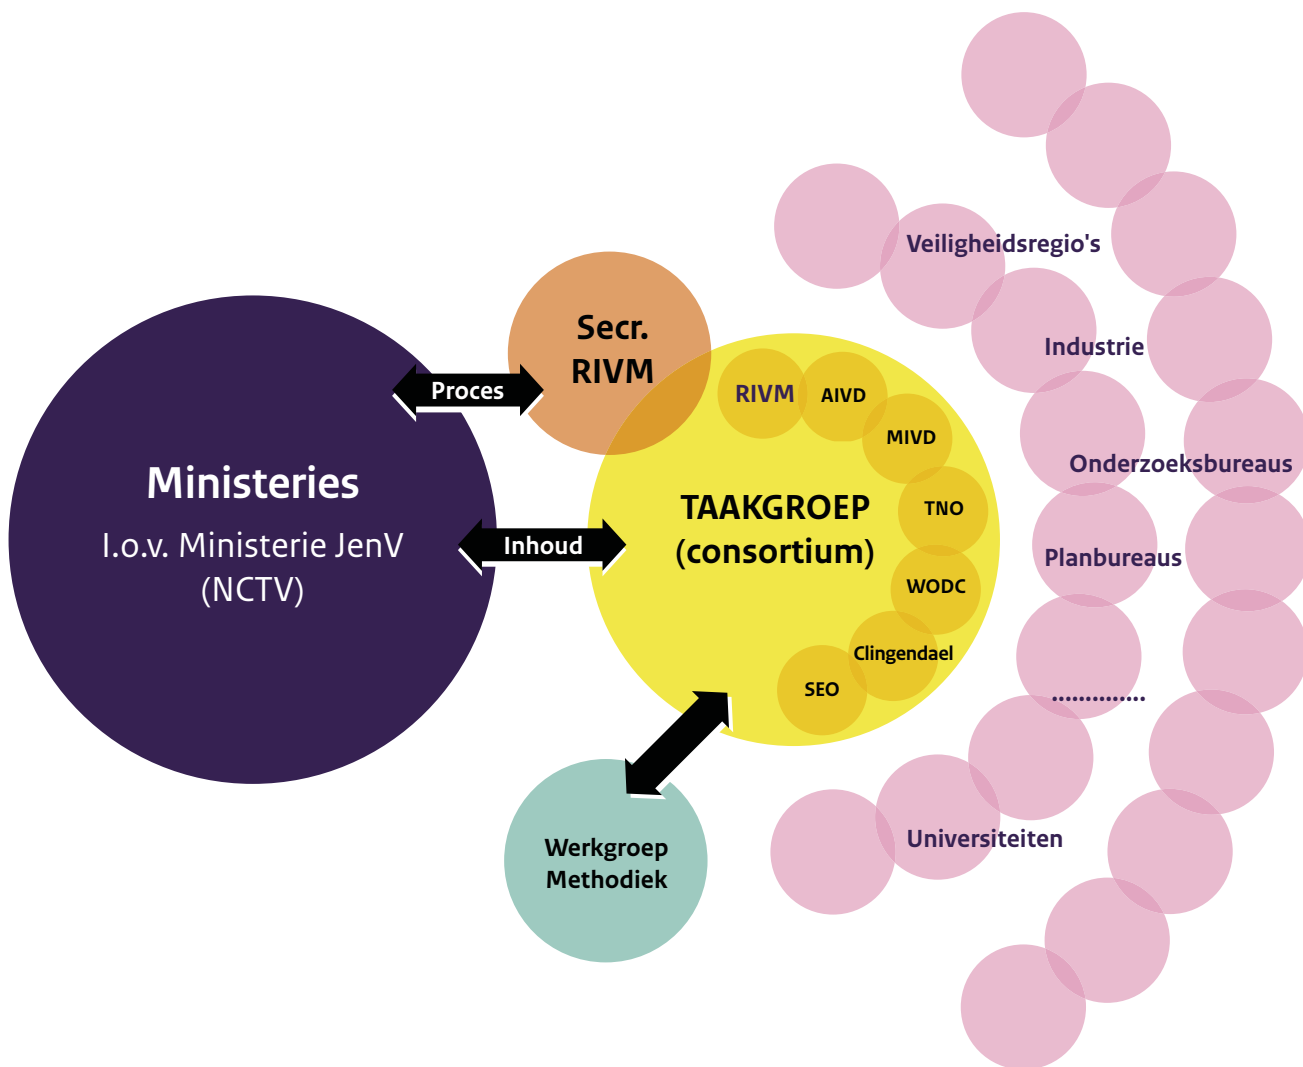 Ministeries
I.o.v. Ministerie JenV
(NCTV)
Proces
Inhoud
Secr.
RIVM
TAAKGROEP
(consortium)
RIVM
AIVD
MIVD
TNO
WODC
Clingendael
SEO
Werkgroep
Methodiek
Veiligheidsregio's
Industrie
Onderzoeksbureaus
Planbureaus
..............
Universiteiten